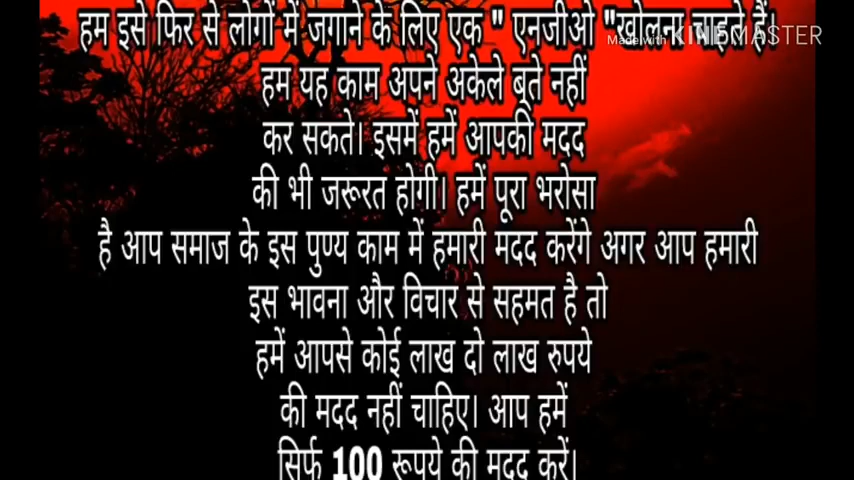 हम इसे फिर से लोगों में जगाने के लिए एक " एनजीओ "खोलना चाहते हैं।
Made with KINEMASTER
हम यह काम अपने अकेले बूते नहीं
कर सकते। इसमें हमें आपकी मदद
की भी जरूरत होगी। हमें पूरा भरोसा
है आप समाज के इस पुण्य काम में हमारी मदद करेंगे अगर आप हमारी
इस भावना और विचार से सहमत है तो
हमें आपसे कोई लाख दो लाख रुपये
की मदद नहीं चाहिए। आप हमें
सिर्फ 100 रूपये की मदद करें।